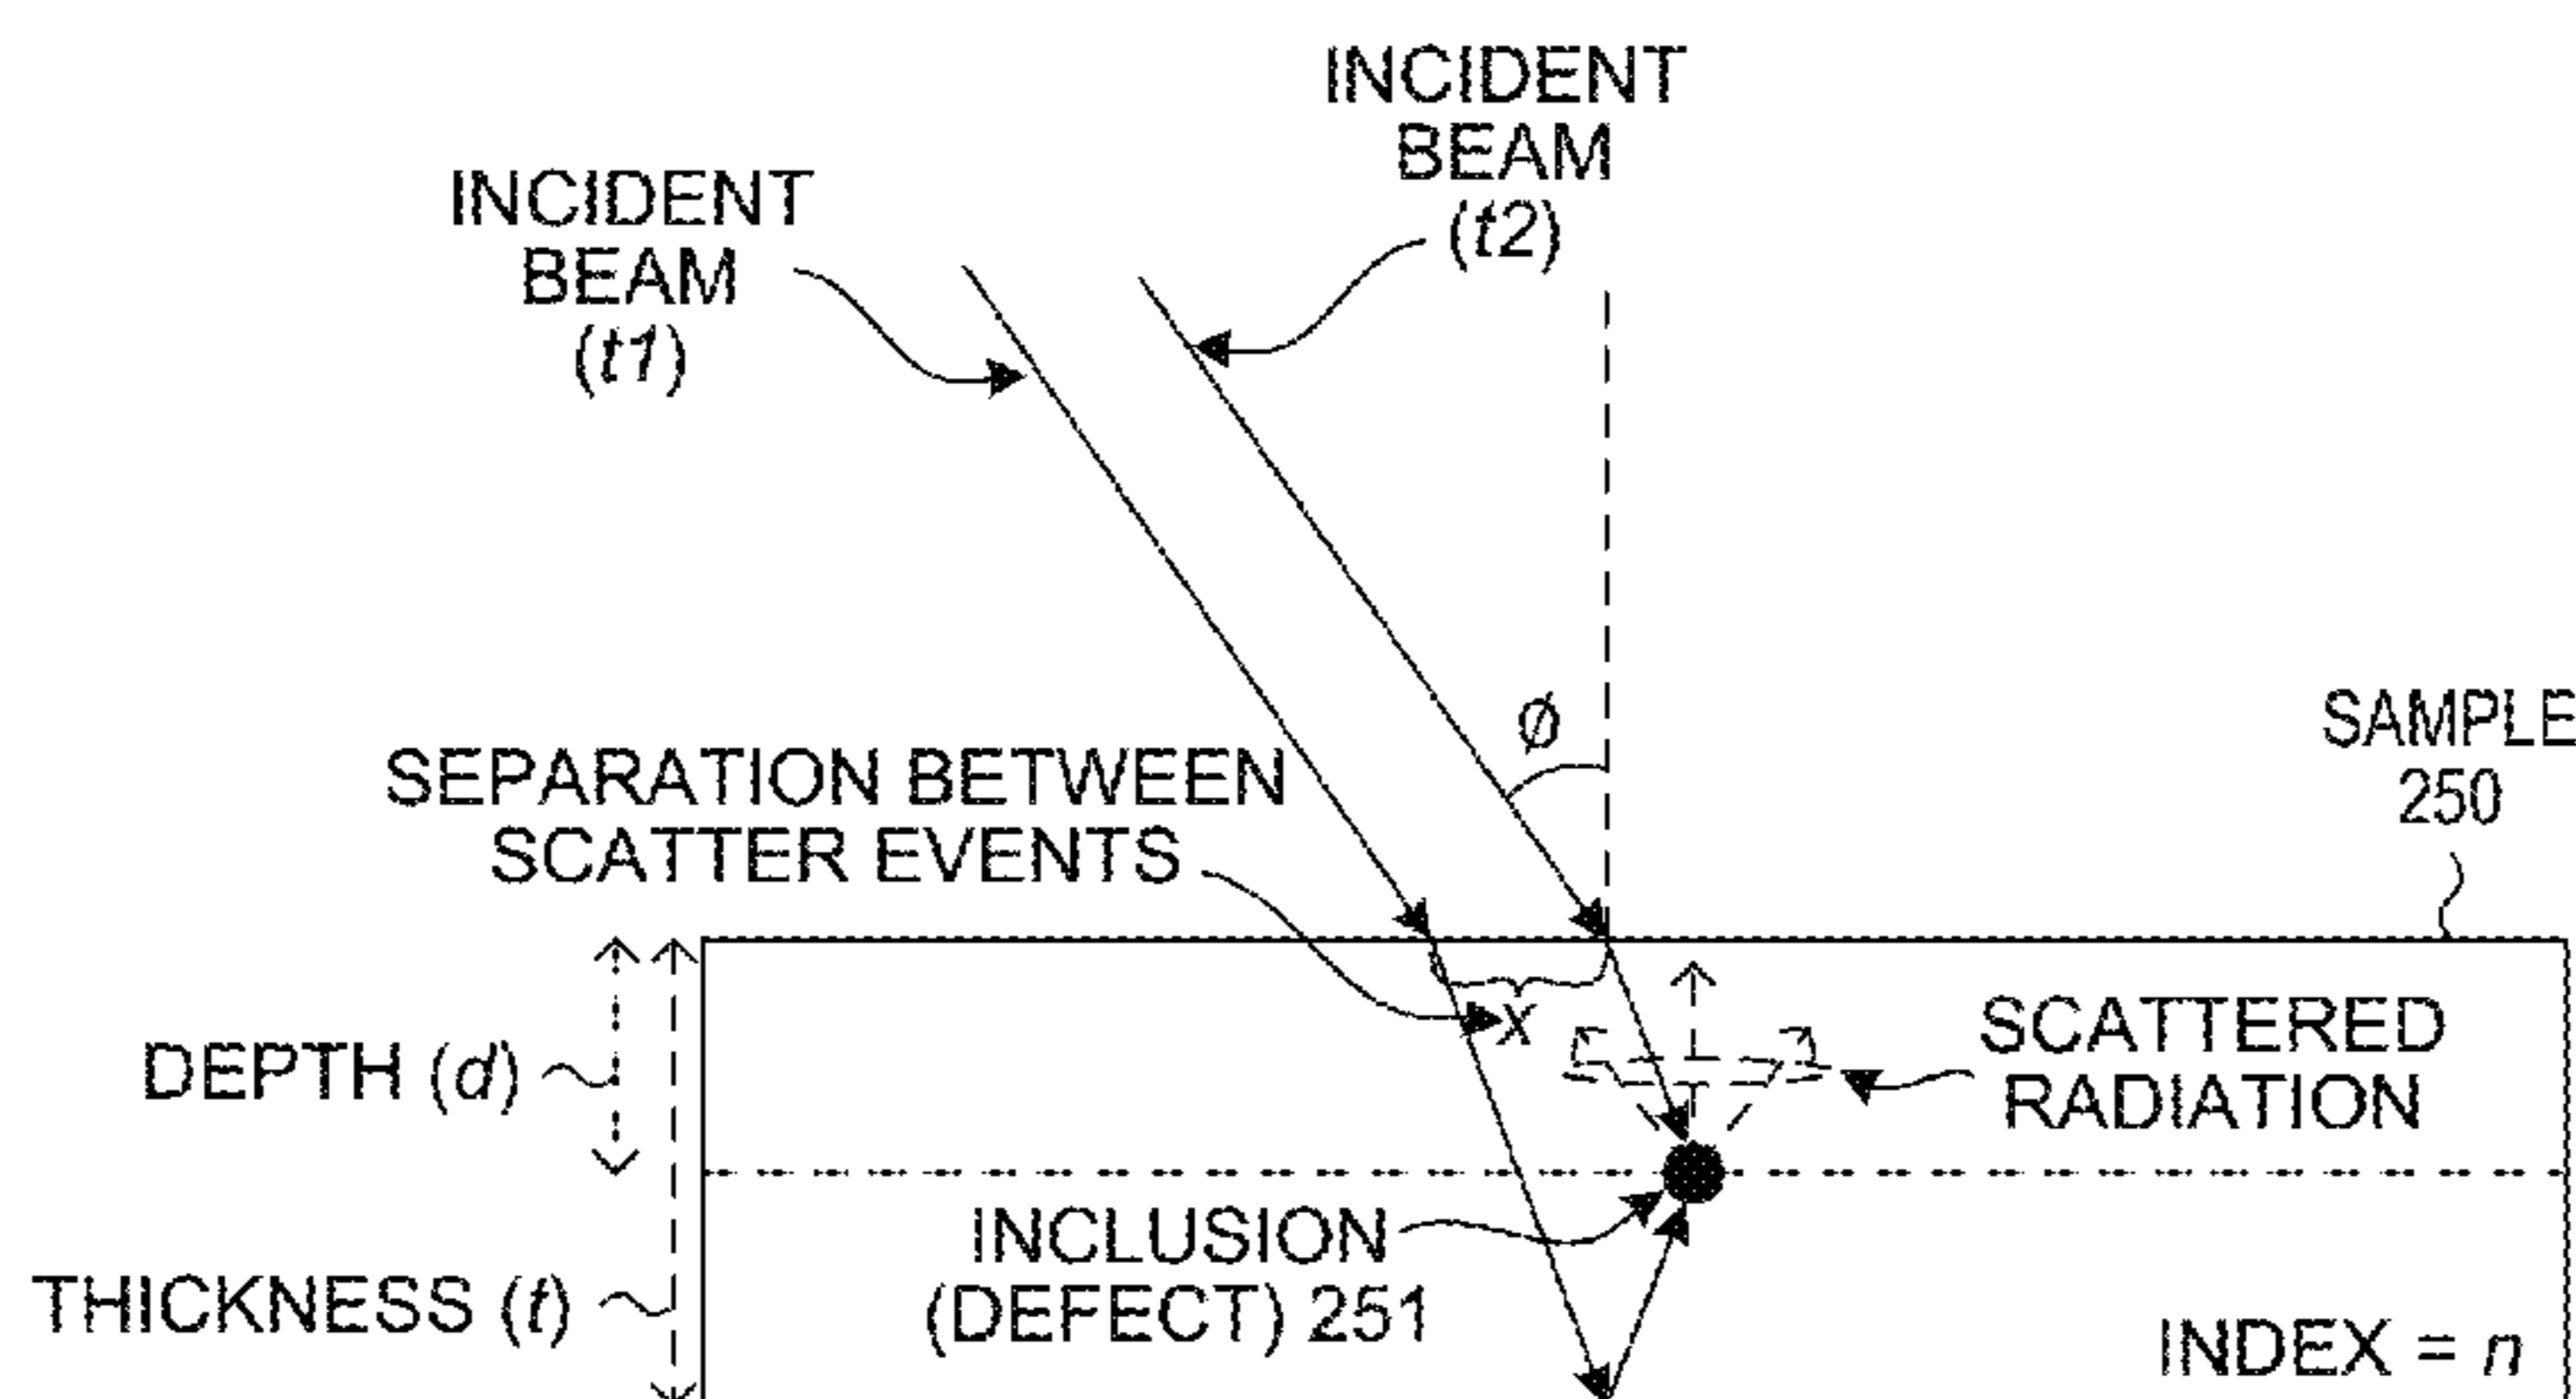 INCIDENT
BEAM
(t2)
INCIDENT
BEAM
(t1)
Ø
SAMPLE
250
SEPARATION BETWEEN
SCATTER EVENTS
X
SCATTERED
RADIATION
DEPTH (d)
INCLUSION
(DEFECT) 251
THICKNESS (t)
INDEX = n